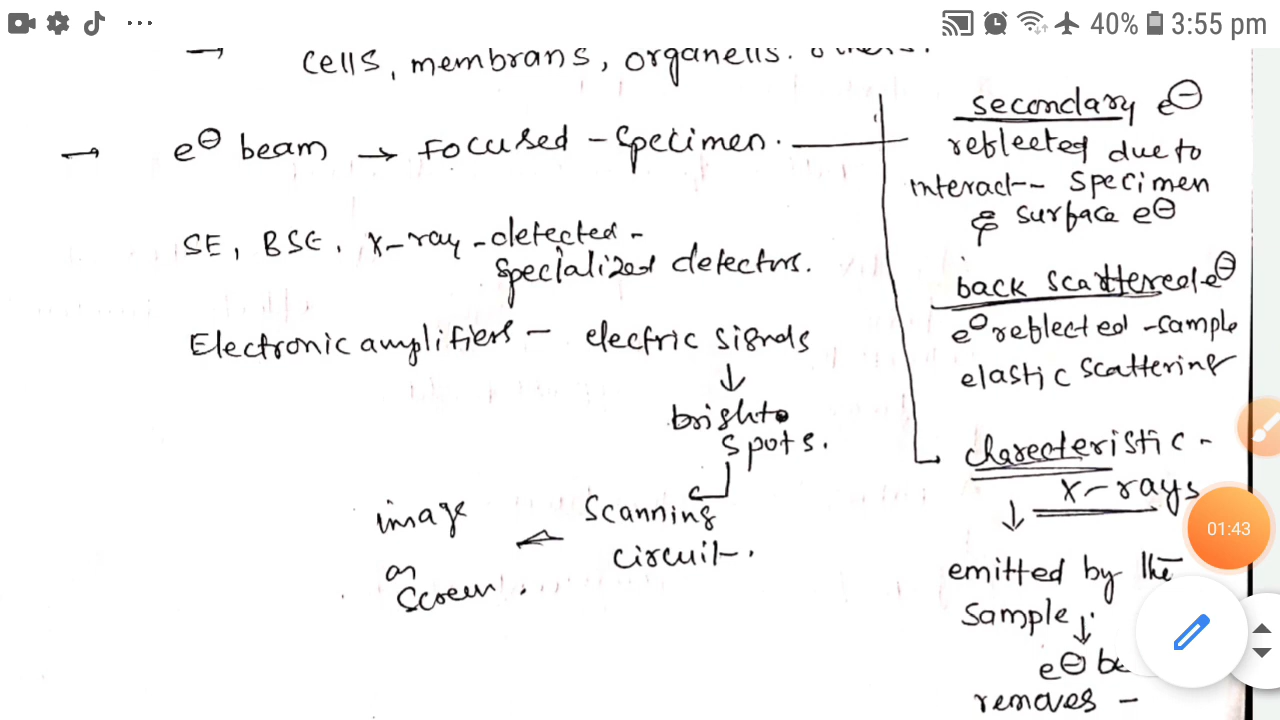 40% 3:55 pm
→ cells, membrans, organells.
→ e⊖ beam → Focused - Specimen.
SE, BSE, X-ray - detected -
specialized detectors.
Electronic amplifiers - electric signals
↓
bright
spots.
scanning
circuit.
image
on
screen.
secondary e⊖
reflected due to
interact-- specimen
& surface e⊖
back scattered e⊖
e⊖ reflected - sample
elastic scattering
charecteristic -
x-rays
↓
emitted by the
sample ↓
e⊖ be
removes -
01:43